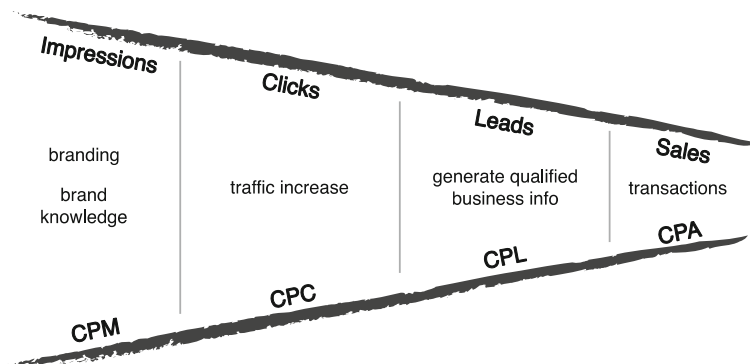 Impressions
Clicks
Leads
Sales
branding
brand
knowledge
traffic increase
generate qualified
business info
transactions
CPM
CPC
CPL
CPA